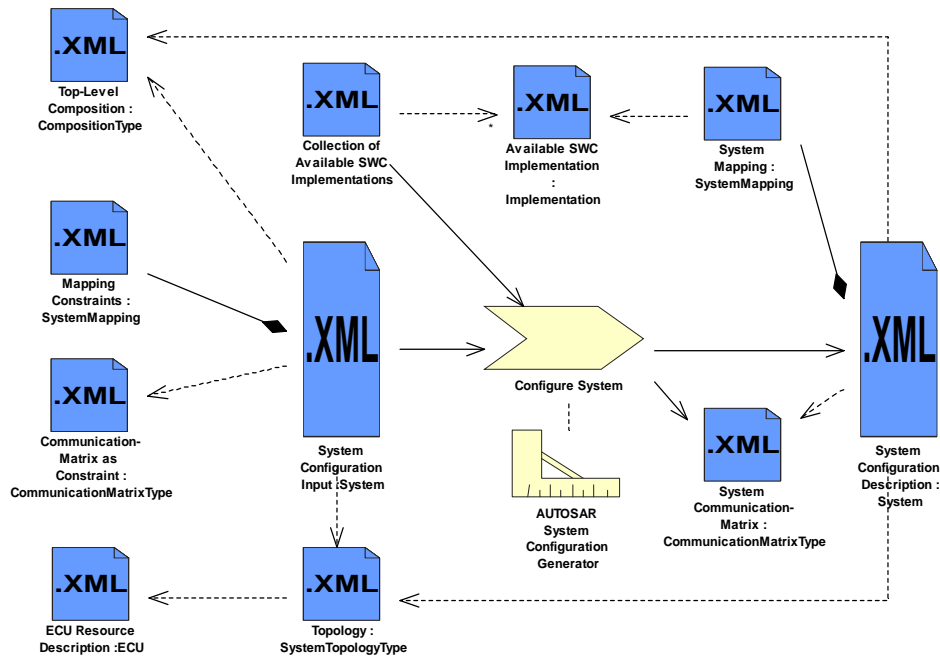 .XML
Top-Level
Composition :
CompositionType
.XML
Collection of
Available SWC
Implementations
*
.XML
Available SWC
Implementation
:
Implementation
.XML
System
Mapping :
SystemMapping
.XML
Mapping
Constraints :
SystemMapping
.XML
System
Configuration
Input :System
Configure System
.XML
System
Configuration
Description :
System
.XML
Communication-
Matrix as
Constraint :
CommunicationMatrixType
AUTOSAR
System
Configuration
Generator
.XML
System
Communication-
Matrix :
CommunicationMatrixType
.XML
ECU Resource
Description :ECU
.XML
Topology :
SystemTopologyType